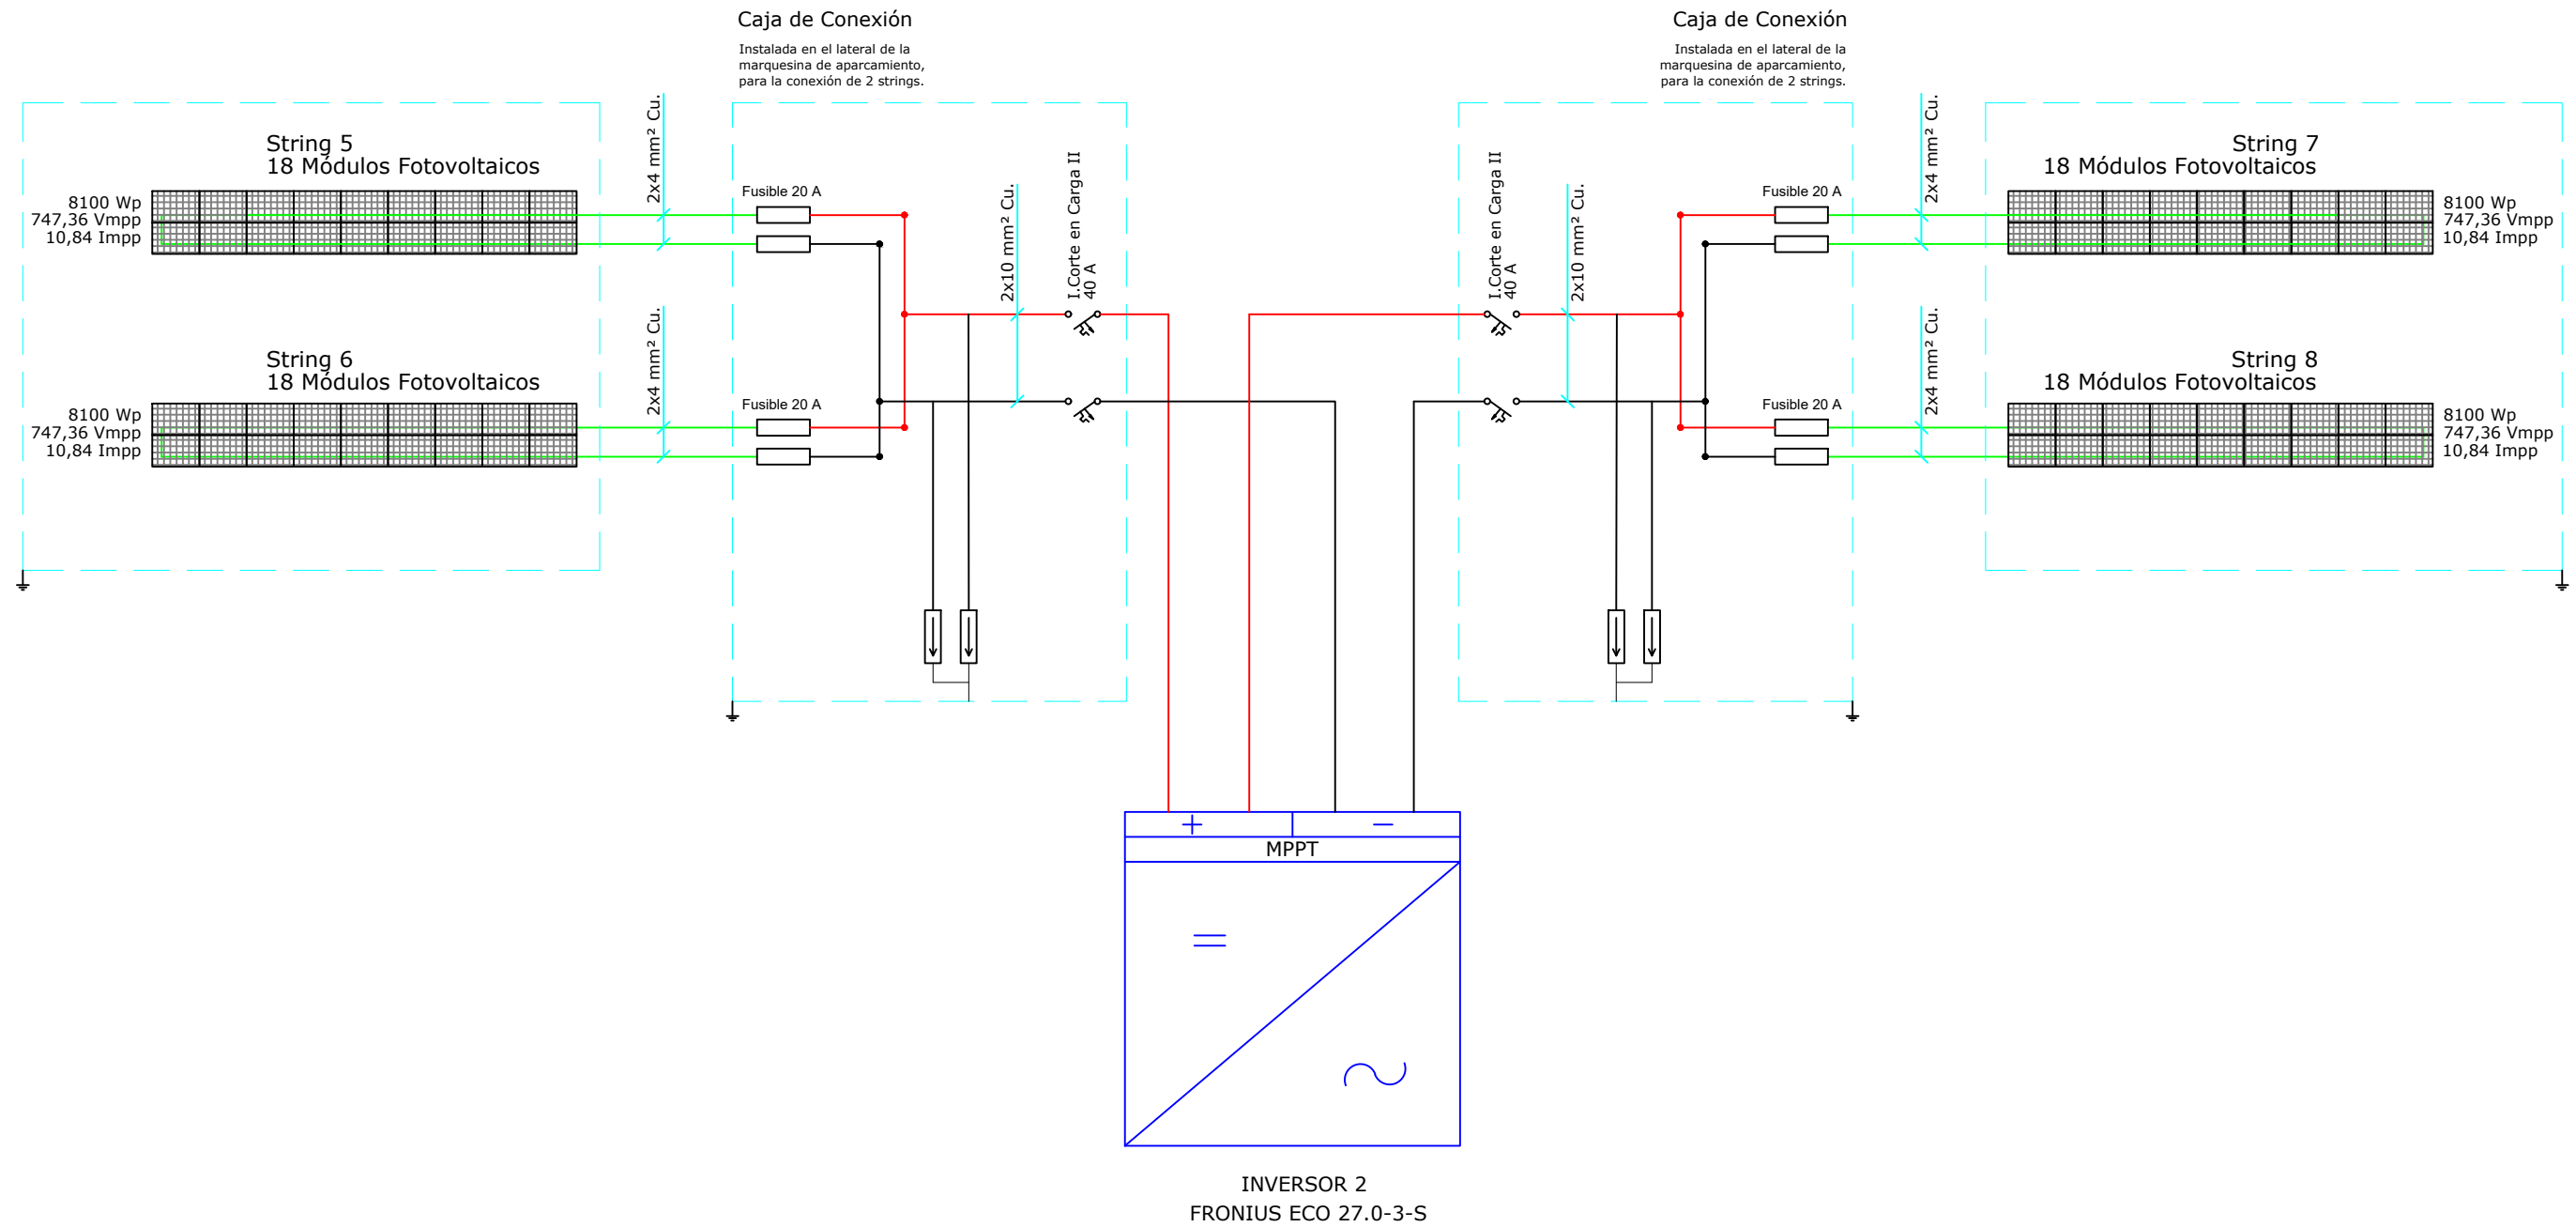 Caja de Conexión
Instalada en el lateral de la
marquesina de aparcamiento,
para la conexión de 2 strings.
Caja de Conexión
Instalada en el lateral de la
marquesina de aparcamiento,
para la conexión de 2 strings.
String 5
18 Módulos Fotovoltaicos
8100 Wp
747,36 Vmpp
10,84 Impp
2x4 mm² Cu.
Fusible 20 A
2x10 mm² Cu.
I.Corte en Carga II
40 A
String 6
18 Módulos Fotovoltaicos
8100 Wp
747,36 Vmpp
10,84 Impp
2x4 mm² Cu.
Fusible 20 A
I.Corte en Carga II
40 A
2x10 mm² Cu.
Fusible 20 A
2x4 mm² Cu.
String 7
18 Módulos Fotovoltaicos
8100 Wp
747,36 Vmpp
10,84 Impp
Fusible 20 A
2x4 mm² Cu.
String 8
18 Módulos Fotovoltaicos
8100 Wp
747,36 Vmpp
10,84 Impp
+ −
MPPT
INVERSOR 2
FRONIUS ECO 27.0-3-S